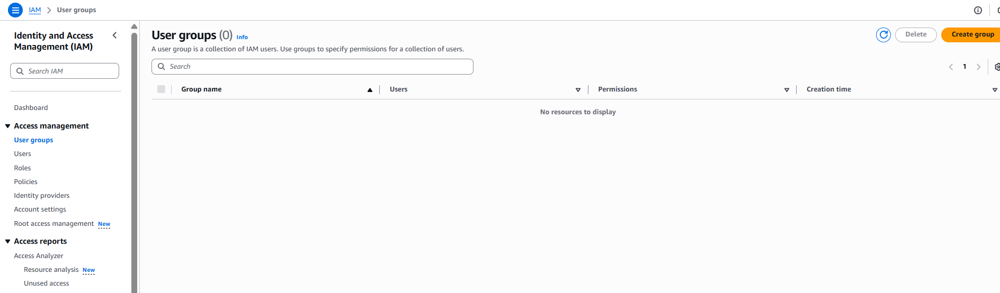 IAM > User groups
Identity and Access
Management (IAM)
Search IAM
Dashboard
Access management
User groups
Users
Roles
Policies
Identity providers
Account settings
Root access management New
Access reports
Access Analyzer
Resource analysis New
Unused access
User groups (0) Info
Delete
Create group
A user group is a collection of IAM users. Use groups to specify permissions for a collection of users.
Search
1
Group name Users Permissions Creation time
No resources to display